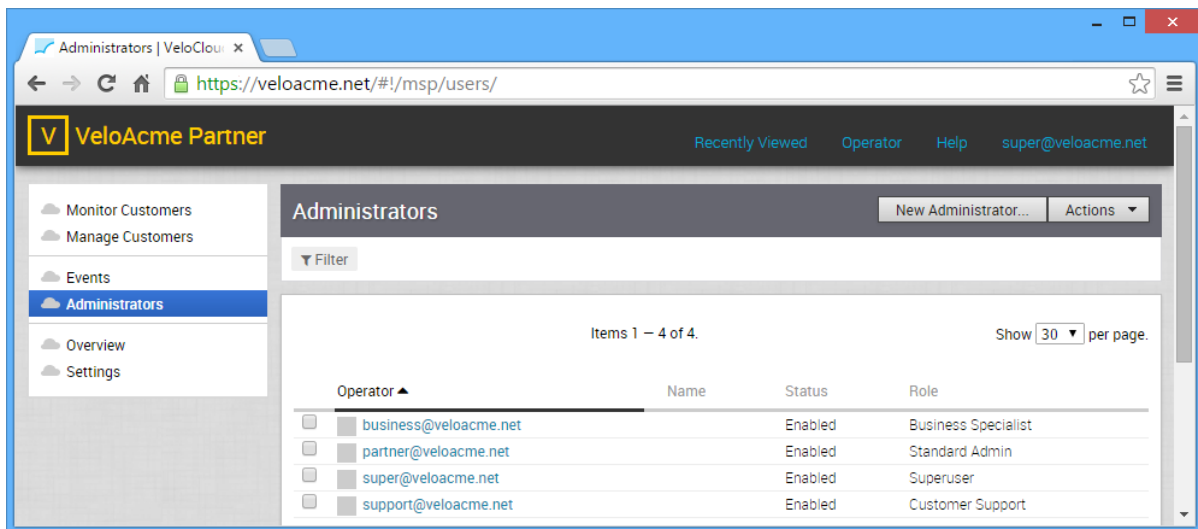 Administrators | VeloClou
https://veloacme.net/#!/msp/users/
V VeloAcme Partner
Recently Viewed Operator Help super@veloacme.net
Monitor Customers
Manage Customers
Events
Administrators
Overview
Settings
Administrators
New Administrator... Actions
Filter
Items 1 — 4 of 4.
Show 30 per page.
Operator Name Status Role
business@veloacme.net Enabled Business Specialist
partner@veloacme.net Enabled Standard Admin
super@veloacme.net Enabled Superuser
support@veloacme.net Enabled Customer Support